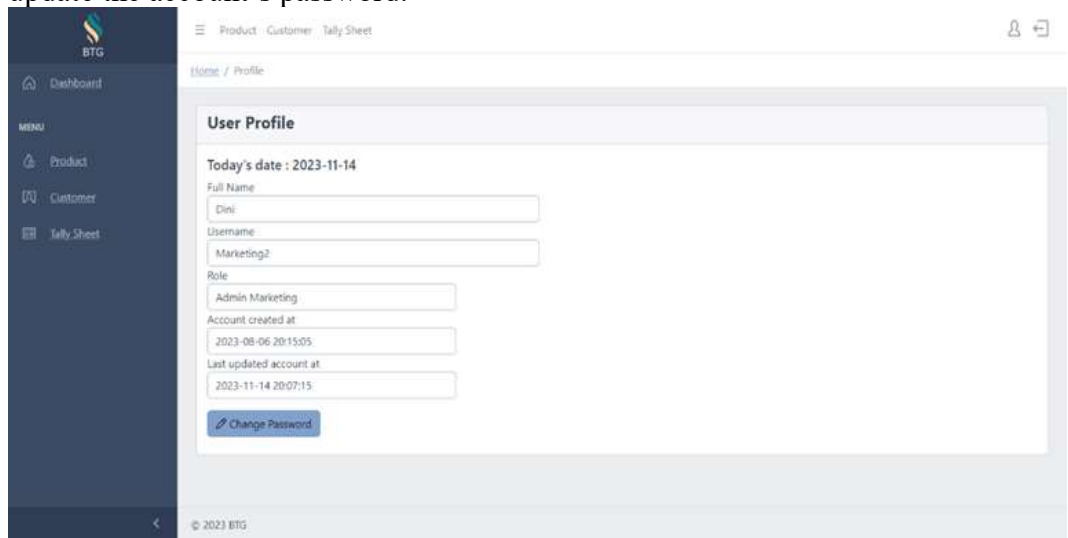 update the account's password.
BTG
Product Customer Tally Sheet
Home / Profile
Dashboard
MENU
Product
Customer
Tally Sheet
User Profile
Today's date : 2023-11-14
Full Name
Dini
Username
Marketing2
Role
Admin Marketing
Account created at
2023-08-06 20:15:05
Last updated account at
2023-11-14 20:07:15
Change Password
© 2023 BTG